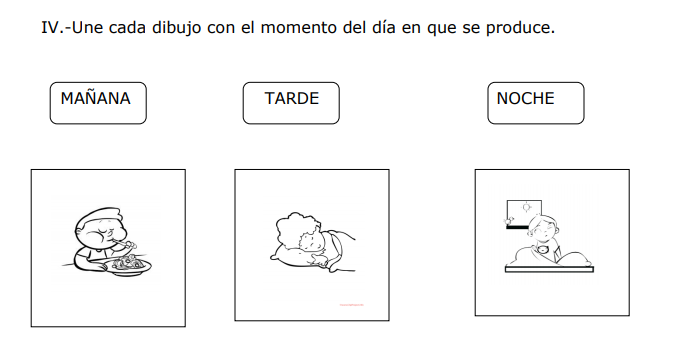 IV.-Une cada dibujo con el momento del día en que se produce.
MAÑANA
TARDE
NOCHE